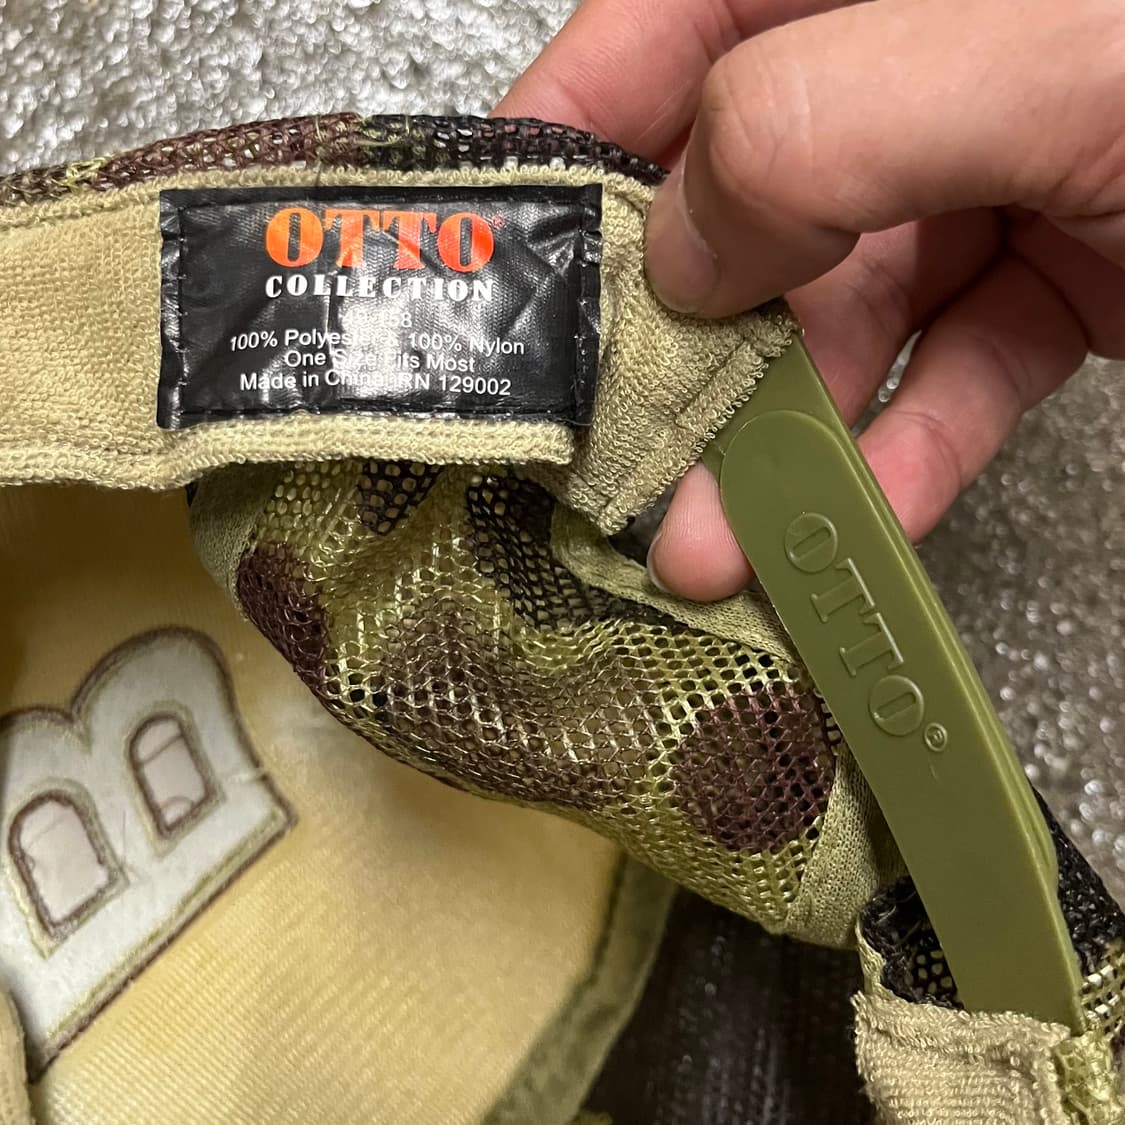 OTTO®
COLLECTION
100% Polyester & 100% Nylon
One Size Fits Most
Made in China RN 129002
OTTO®
B